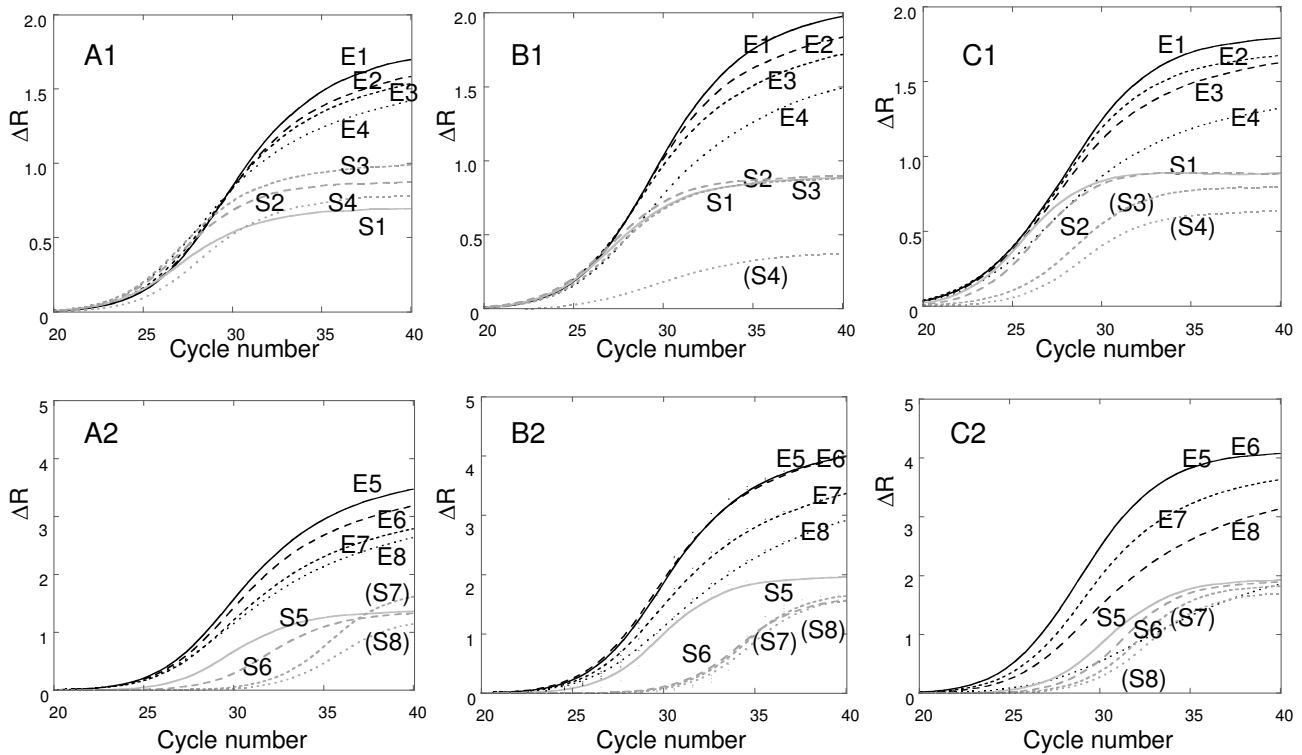 A1
2.0
1.5
1.0
0.5
0
ΔR
E1
E2
E3
E4
S3
S2
S4
S1
20
25
30
35
40
Cycle number
B1
2.0
1.5
1.0
0.5
0
ΔR
E1
E2
E3
E4
S2
S1
S3
(S4)
20
25
30
35
40
Cycle number
C1
2.0
1.5
1.0
0.5
0
ΔR
E1
E2
E3
E4
S1
(S3)
S2
(S4)
20
25
30
35
40
Cycle number
A2
5
4
3
2
1
0
ΔR
E5
E6
E7
E8
(S7)
S5
S6
(S8)
20
25
30
35
40
Cycle number
B2
5
4
3
2
1
0
ΔR
E5
E6
E7
E8
S5
S6
(S7)
(S8)
20
25
30
35
40
Cycle number
C2
5
4
3
2
1
0
ΔR
E5
E6
E7
E8
S5
S6
(S7)
(S8)
20
25
30
35
40
Cycle number